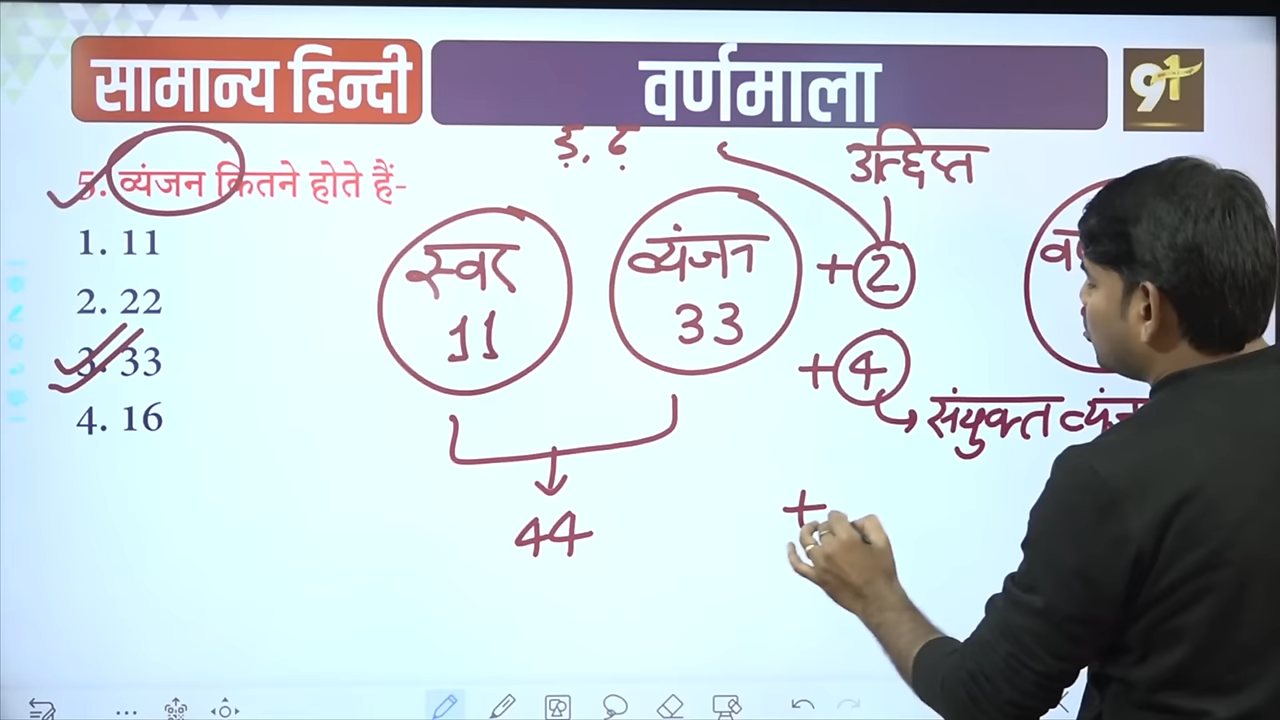 सामान्य हिन्दी
वर्णमाला
91
ड़, ढ़
उत्क्षिप्त
5. व्यंजन कितने होते हैं-
1. 11
2. 22
3. 33
4. 16
स्वर
11
व्यंजन
33
+2
+4
संयुक्त
44
+